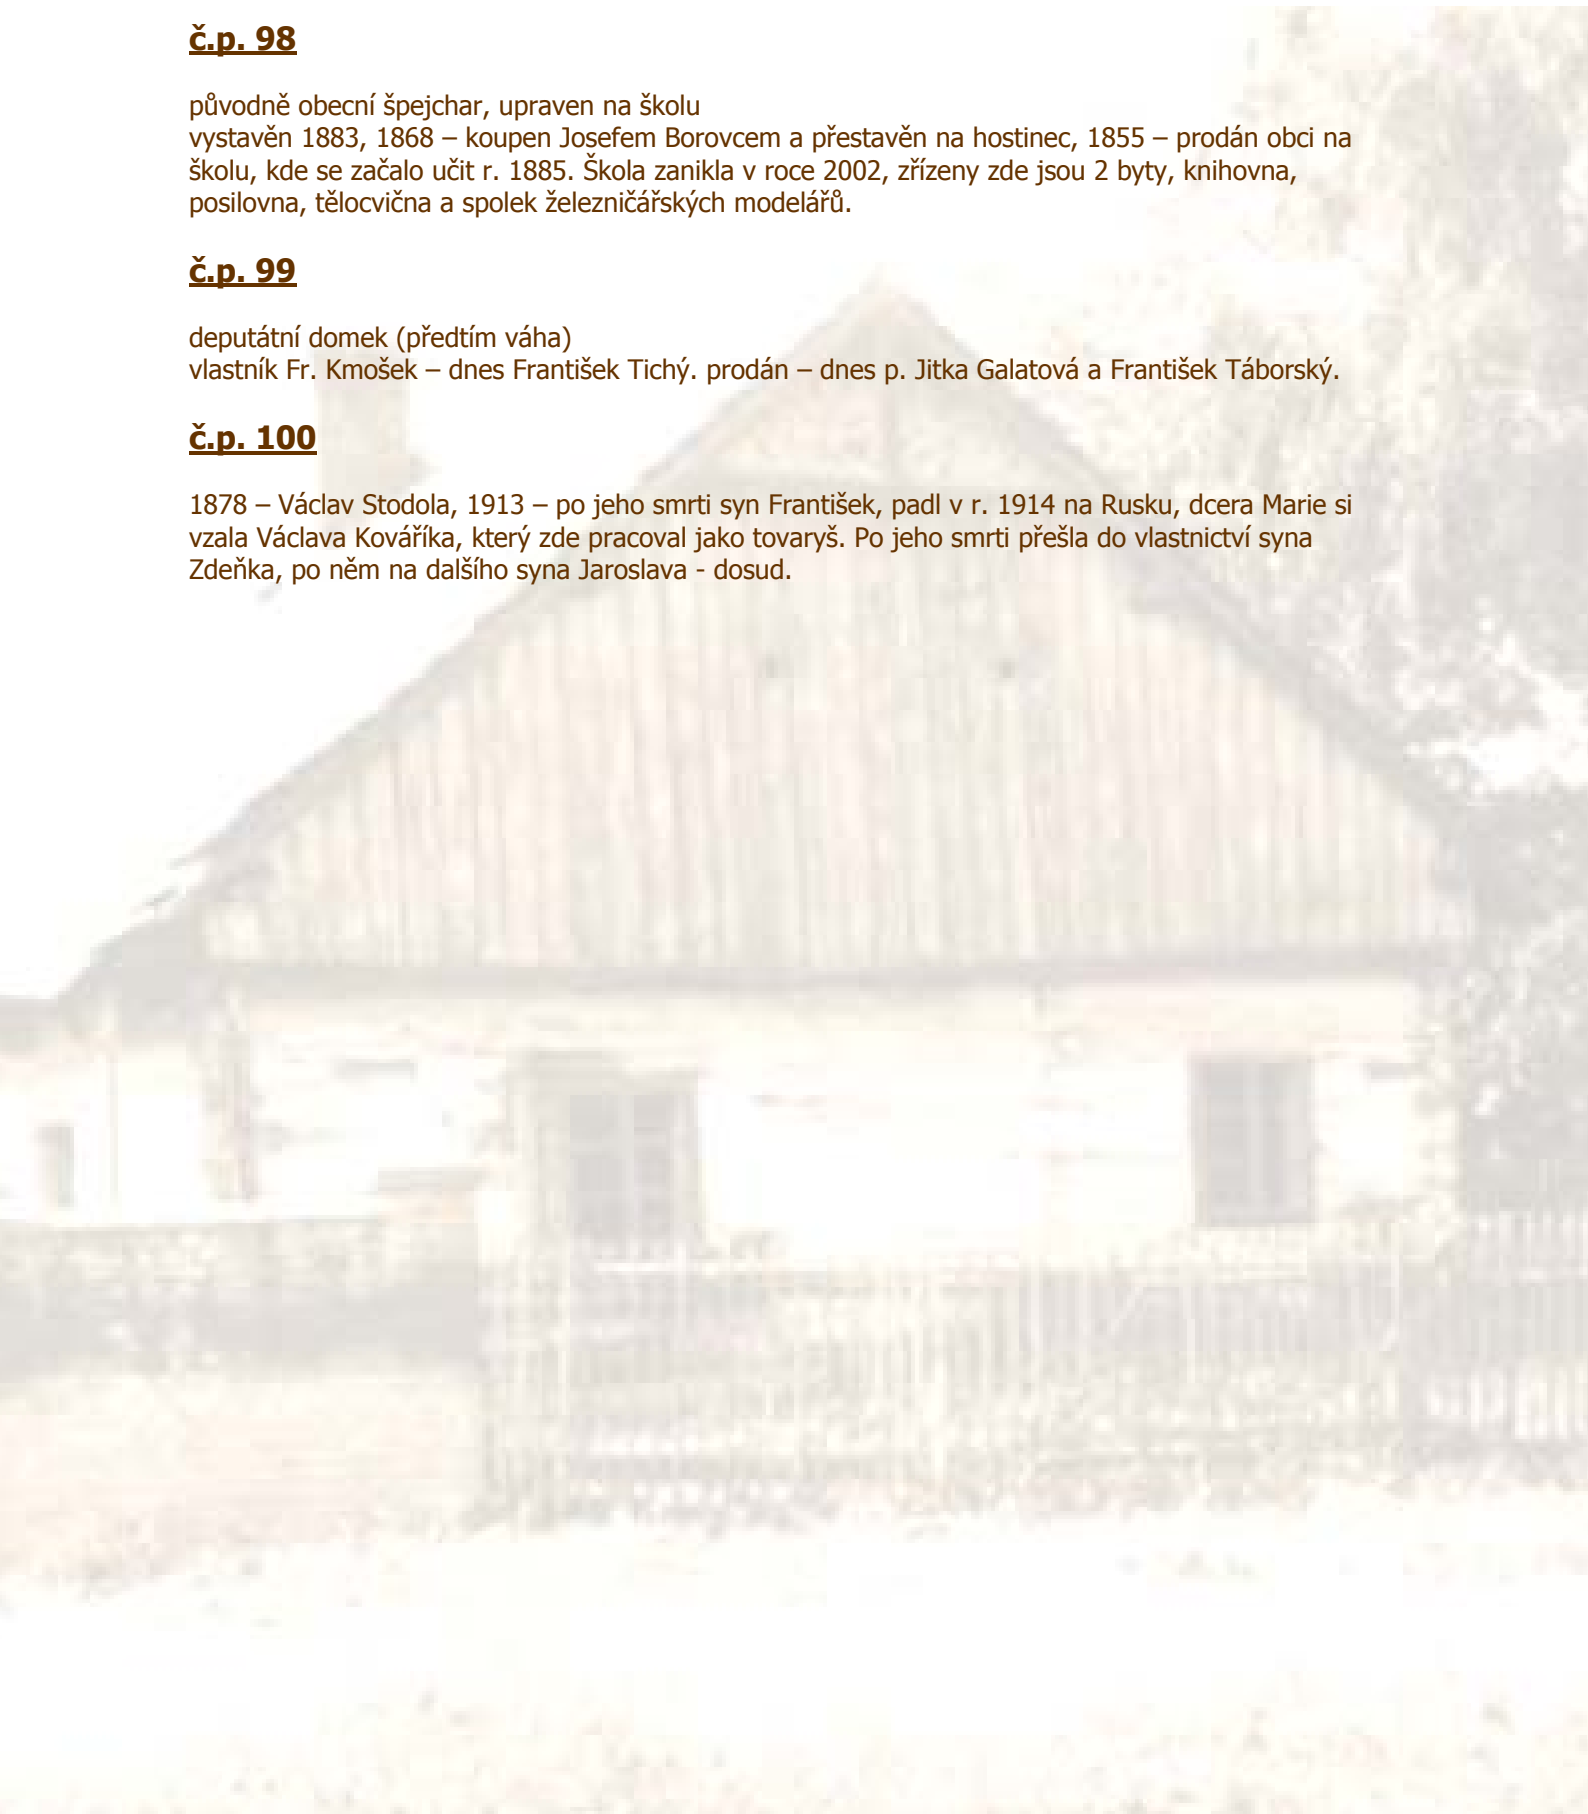 č.p. 98
původně obecní špejchar, upraven na školu
vystavěn 1883, 1868 – koupen Josefem Borovcem a přestavěn na hostinec, 1855 – prodán obci na
školu, kde se začalo učit r. 1885. Škola zanikla v roce 2002, zřízeny zde jsou 2 byty, knihovna,
posilovna, tělocvična a spolek železničářských modelářů.
č.p. 99
deputátní domek (předtím váha)
vlastník Fr. Kmošek – dnes František Tichý. prodán – dnes p. Jitka Galatová a František Táborský.
č.p. 100
1878 – Václav Stodola, 1913 – po jeho smrti syn František, padl v r. 1914 na Rusku, dcera Marie si
vzala Václava Kováříka, který zde pracoval jako tovaryš. Po jeho smrti přešla do vlastnictví syna
Zdeňka, po něm na dalšího syna Jaroslava - dosud.